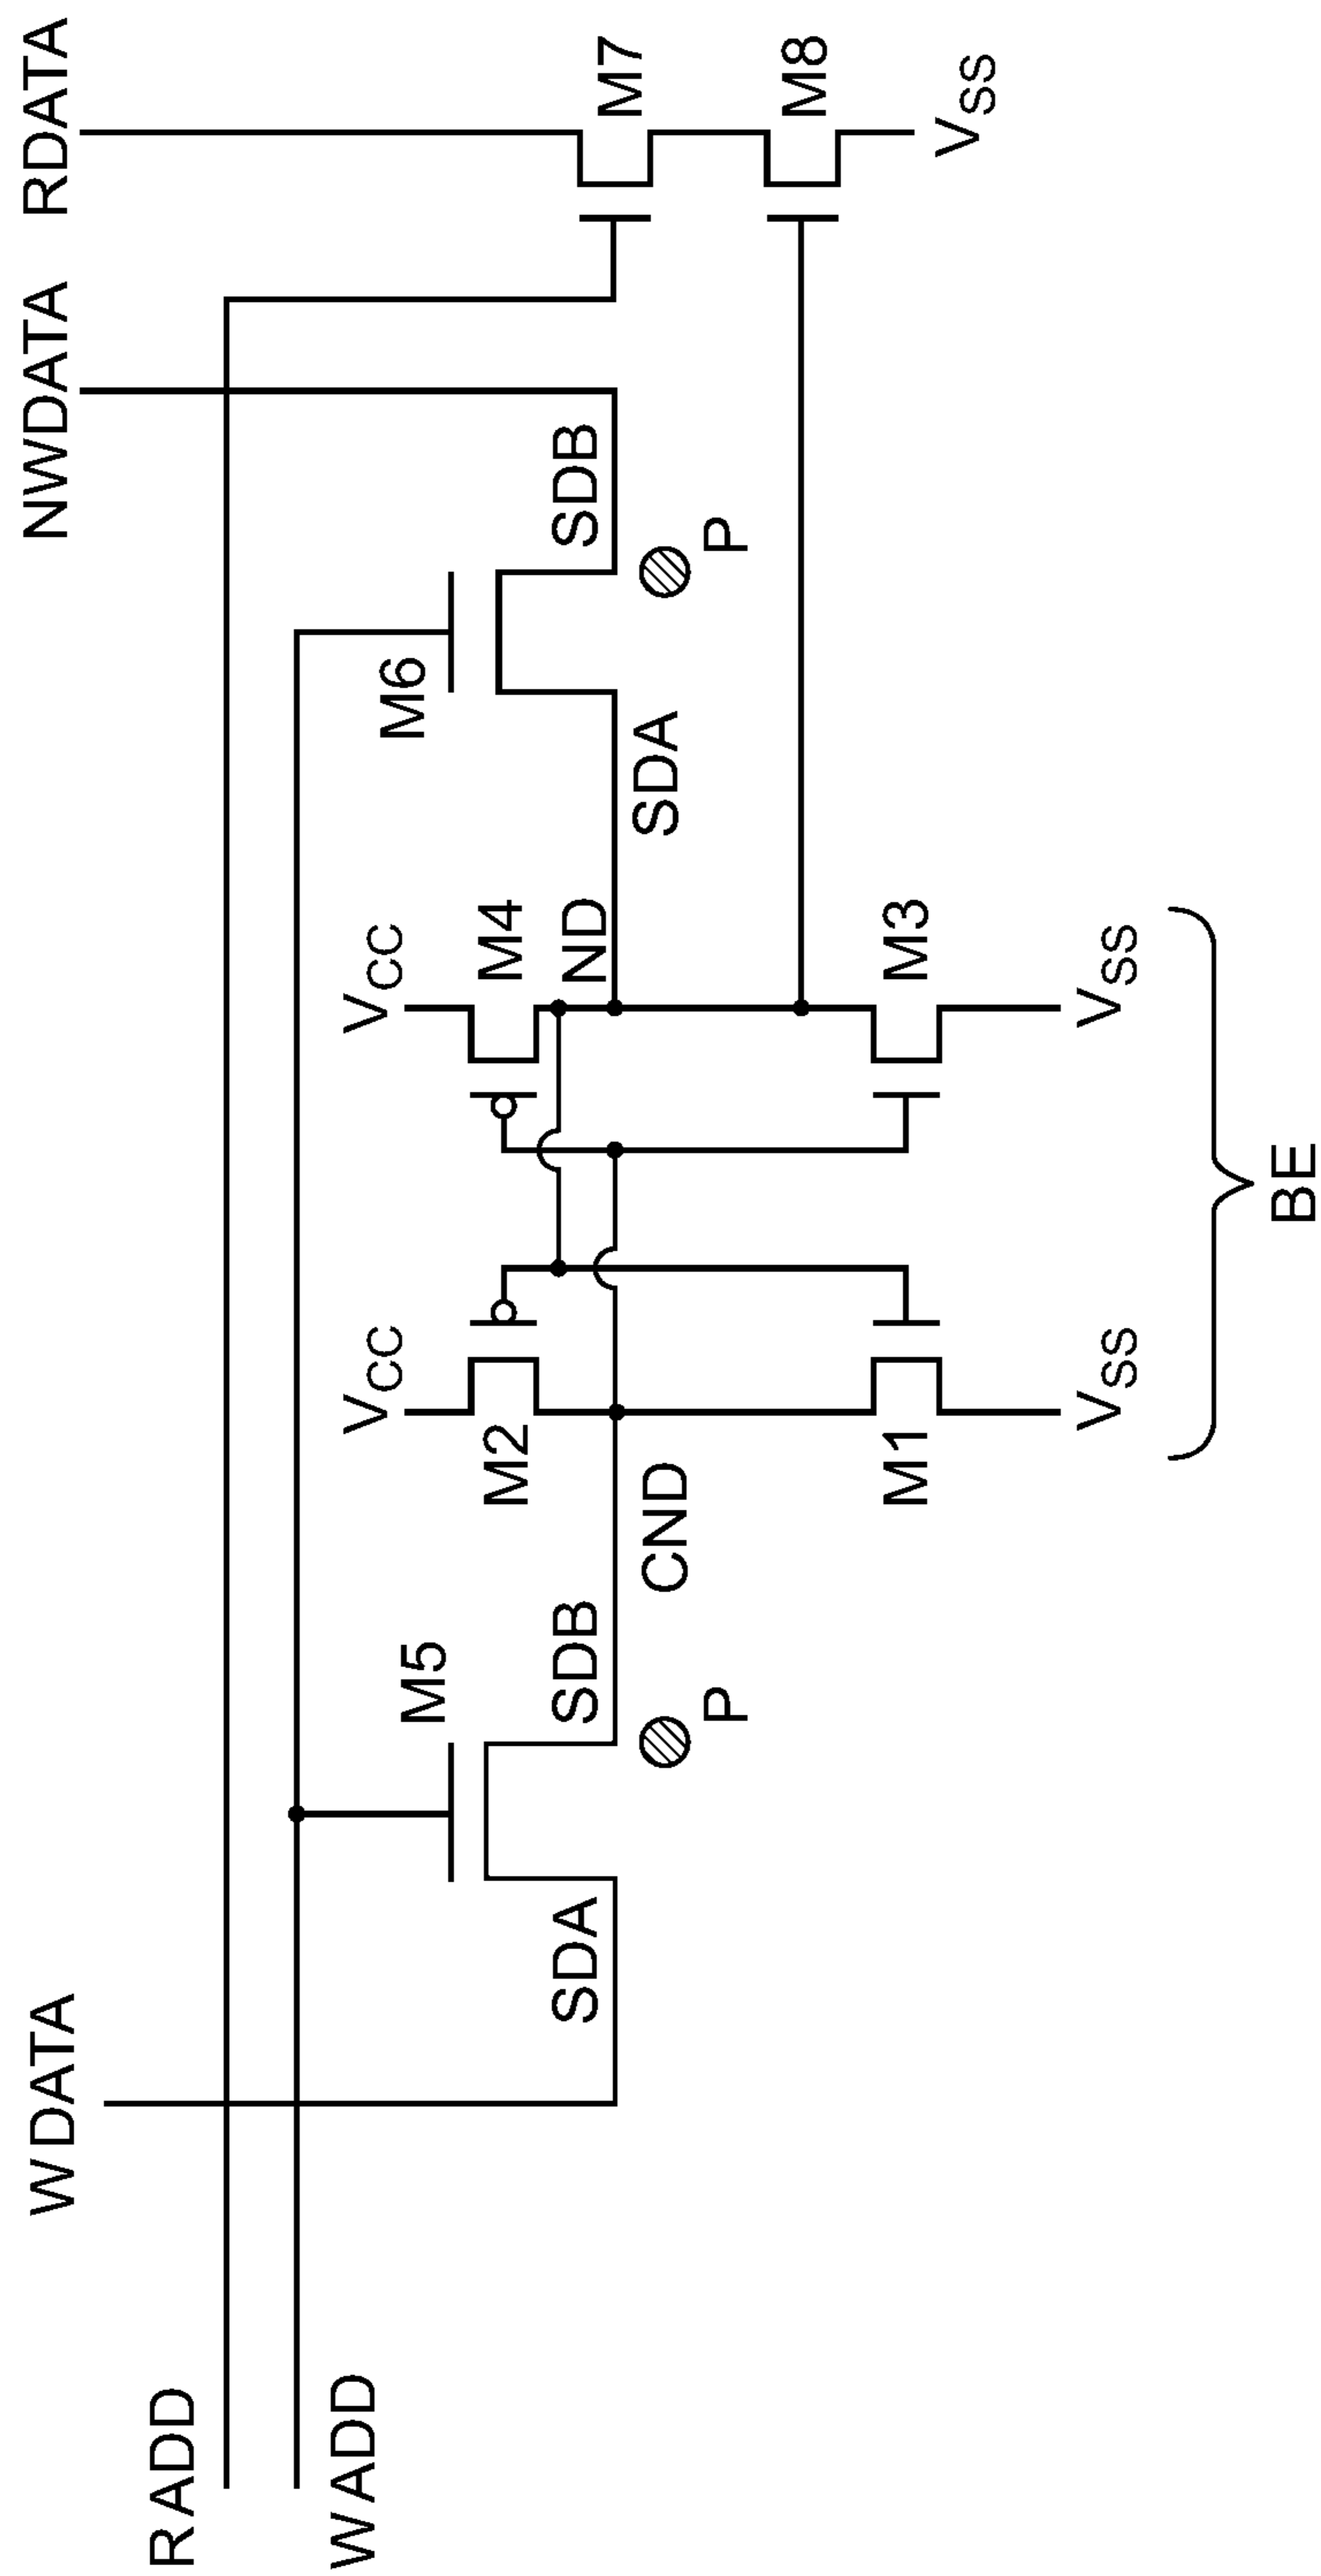 WDATA
NWDATA
RDATA
RADD
WADD
M5
M6
SDA
SDB
P
CND
VCC
M2
VCC
M4
ND
SDA
SDB
P
M7
M8
VSS
M1
M3
VSS
VSS
BE